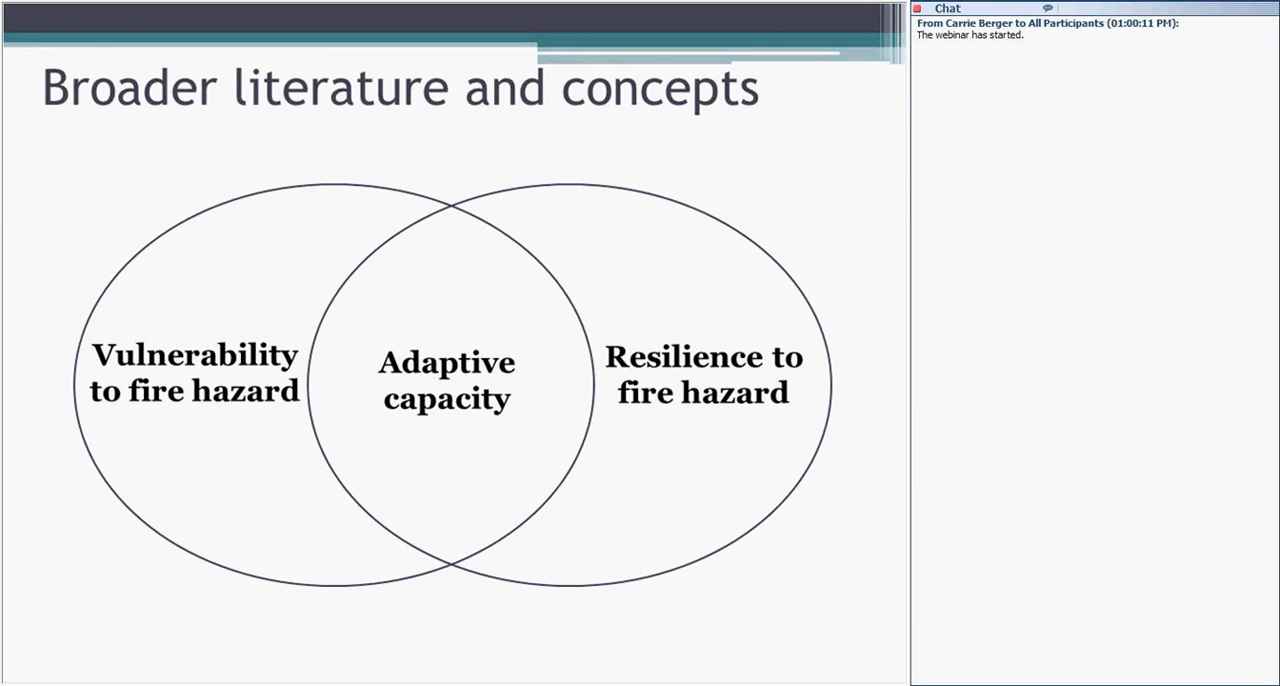 Broader literature and concepts
Vulnerability
to fire hazard
Adaptive
capacity
Resilience to
fire hazard
Chat
From Carrie Berger to All Participants (01:00:11 PM):
The webinar has started.